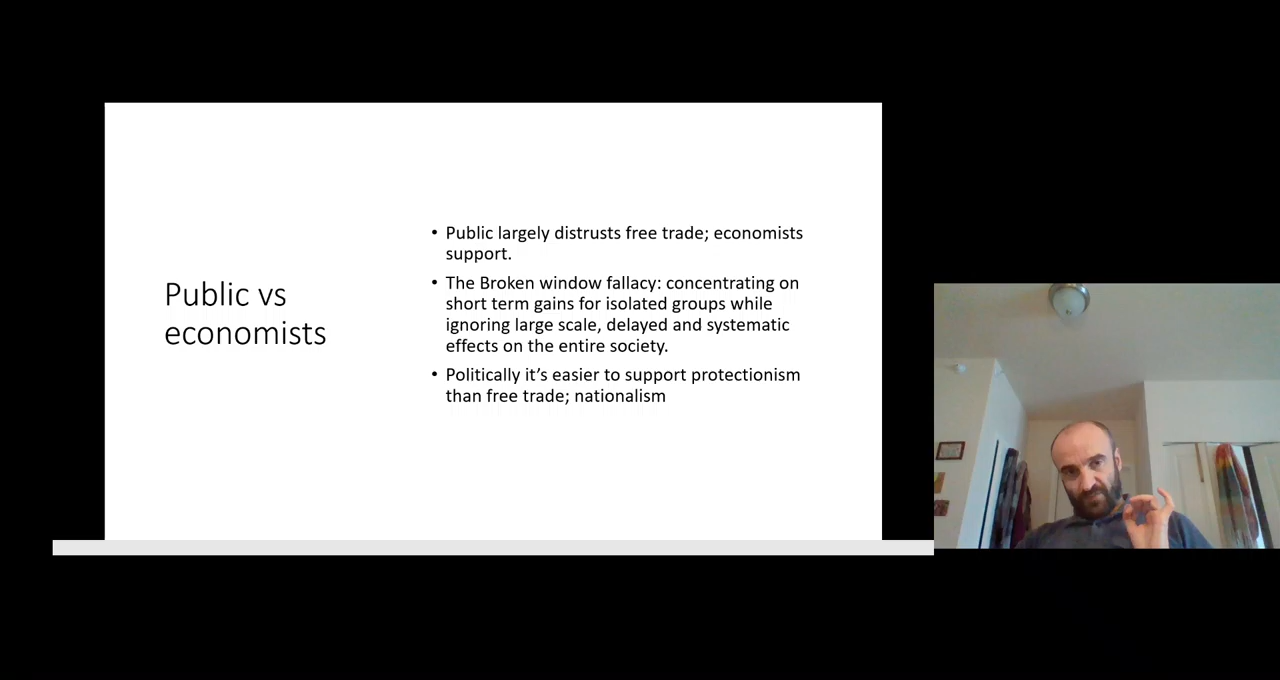 Public vs
economists
• Public largely distrusts free trade; economists
support.
• The Broken window fallacy: concentrating on
short term gains for isolated groups while
ignoring large scale, delayed and systematic
effects on the entire society.
• Politically it’s easier to support protectionism
than free trade; nationalism